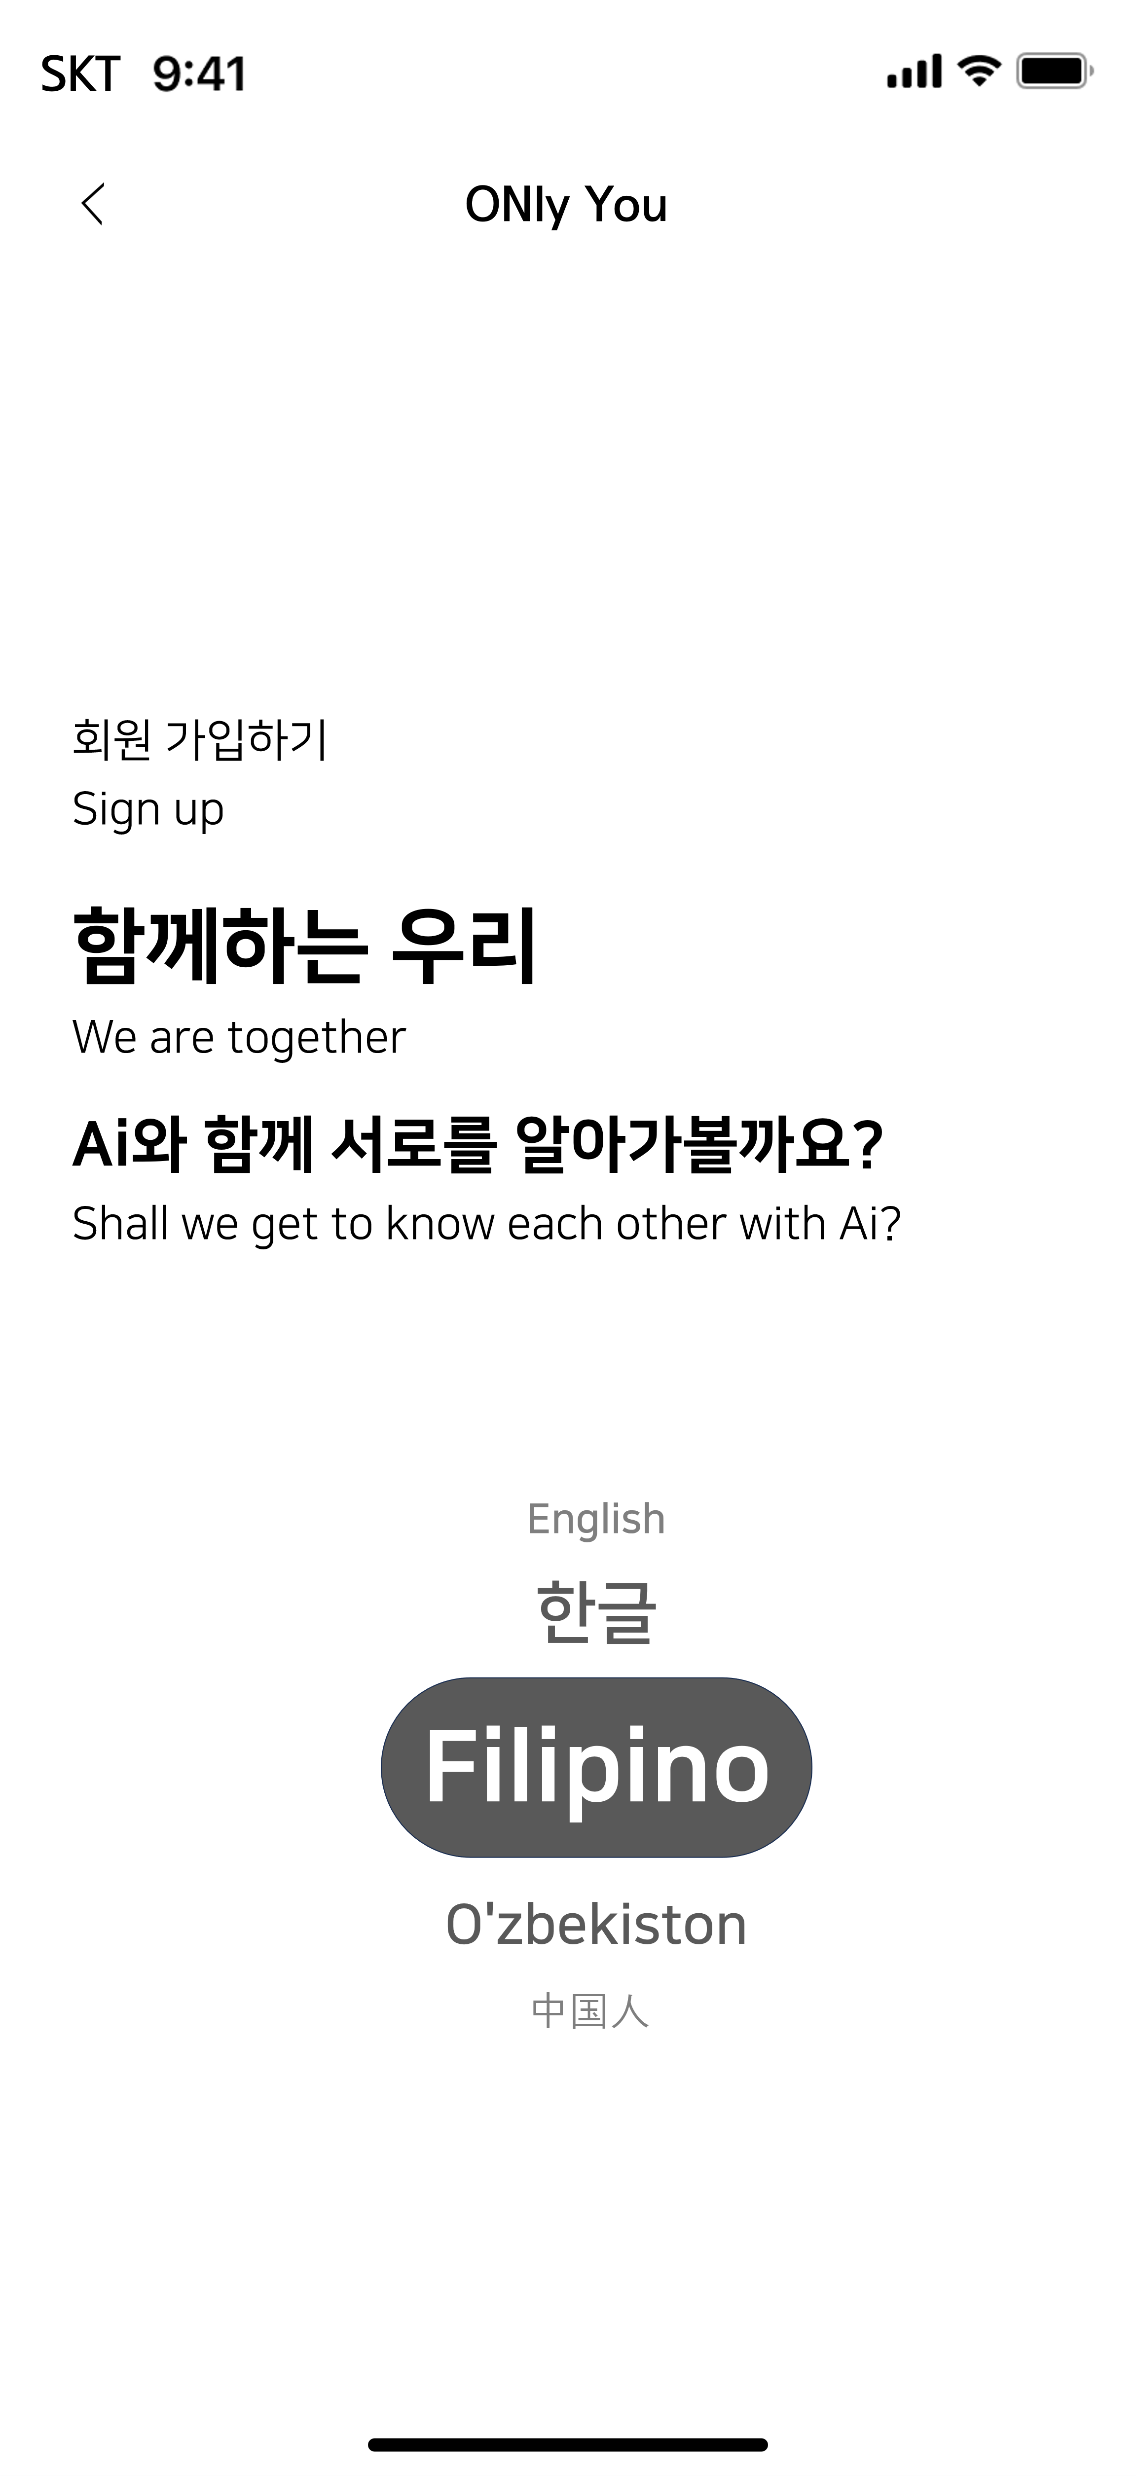 SKT 9:41
ONly You
회원 가입하기
Sign up
함께하는 우리
We are together
Ai와 함께 서로를 알아가볼까요?
Shall we get to know each other with Ai?
English
한글
Filipino
O'zbekiston
中国人